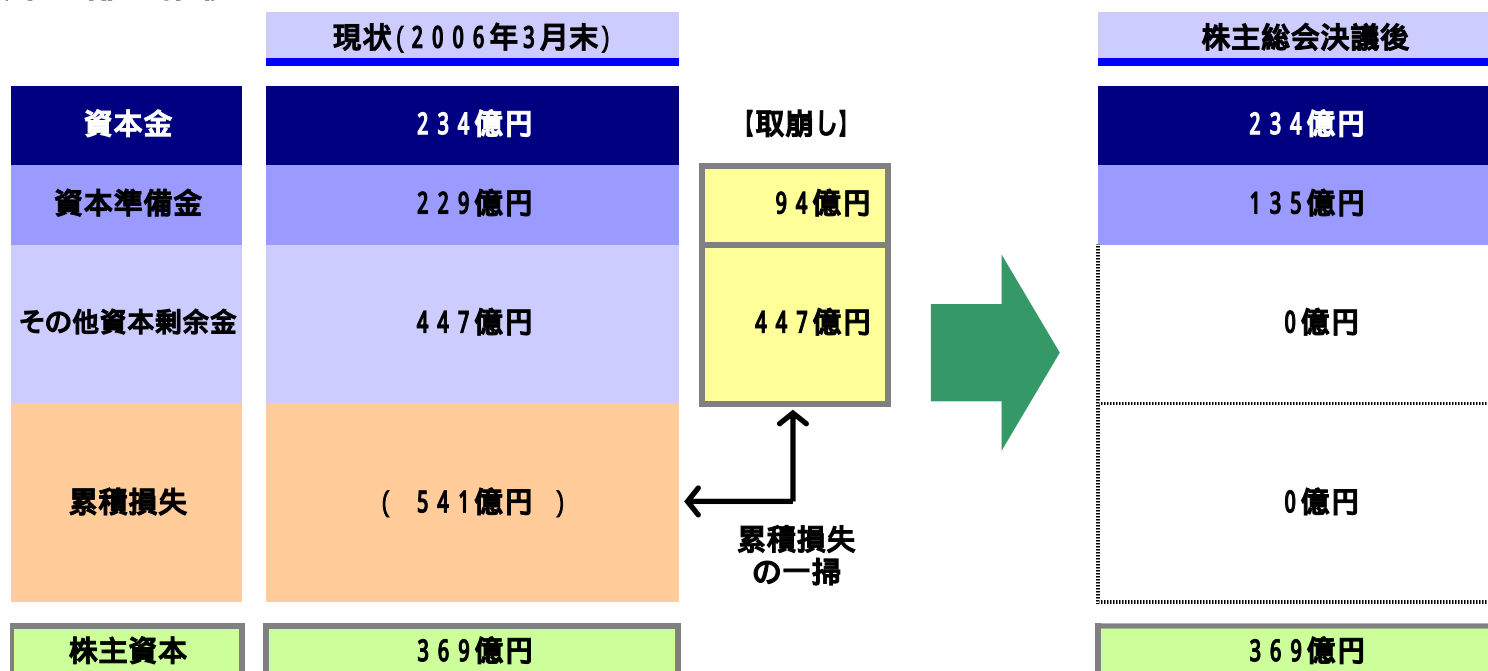 現状(2006年3月末)
株主総会決議後
資本金
234億円
【取崩し】
234億円
資本準備金
229億円
94億円
135億円
その他資本剰余金
447億円
447億円
0億円
累積損失
( 541億円 )
0億円
累積損失
の一掃
株主資本
369億円
369億円